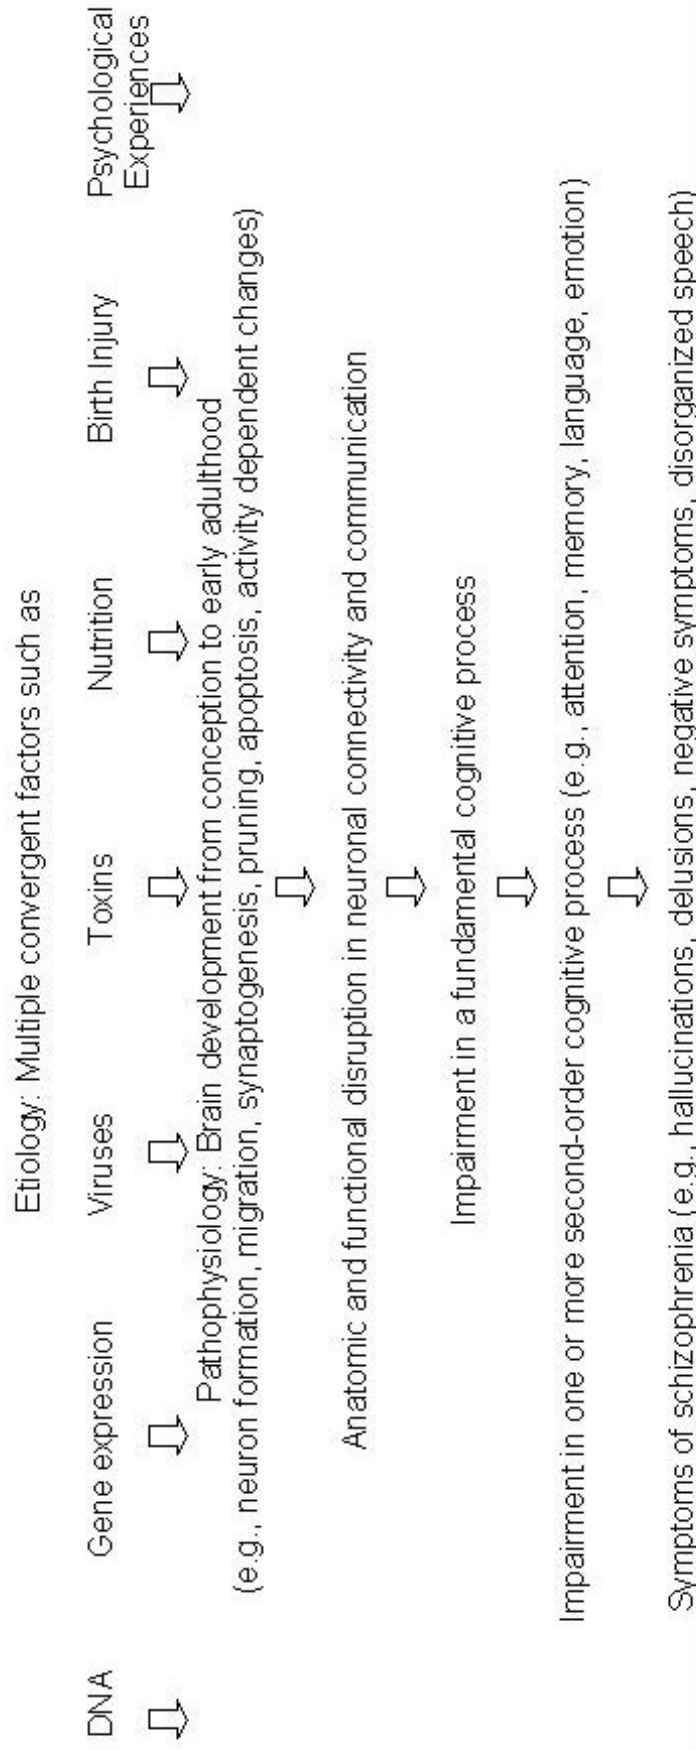 Etiology: Multiple convergent factors such as
DNA Gene expression Viruses Toxins Nutrition Birth Injury Psychological
Experiences
Pathophysiology: Brain development from conception to early adulthood
(e.g., neuron formation, migration, synaptogenesis, pruning, apoptosis, activity dependent changes)
Anatomic and functional disruption in neuronal connectivity and communication
Impairment in a fundamental cognitive process
Impairment in one or more second-order cognitive process (e.g., attention, memory, language, emotion)
Symptoms of schizophrenia (e.g., hallucinations, delusions, negative symptoms, disorganized speech)